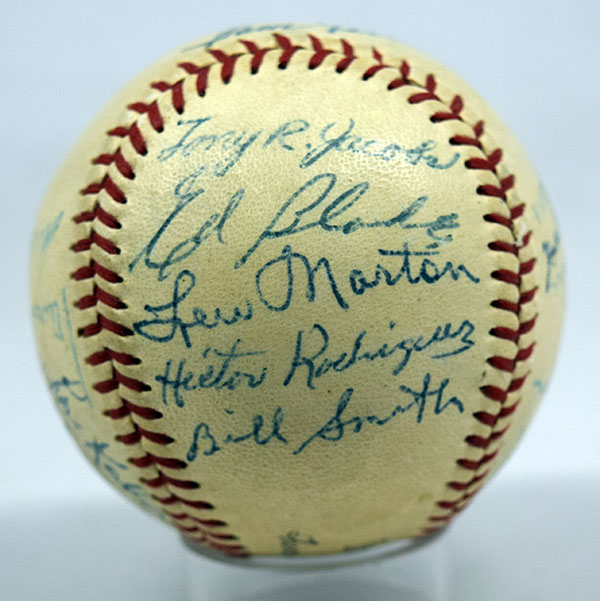 Tony R. Jacobs
Ed Blake
Lew Morton
Hector Rodriguez
Bill Smith